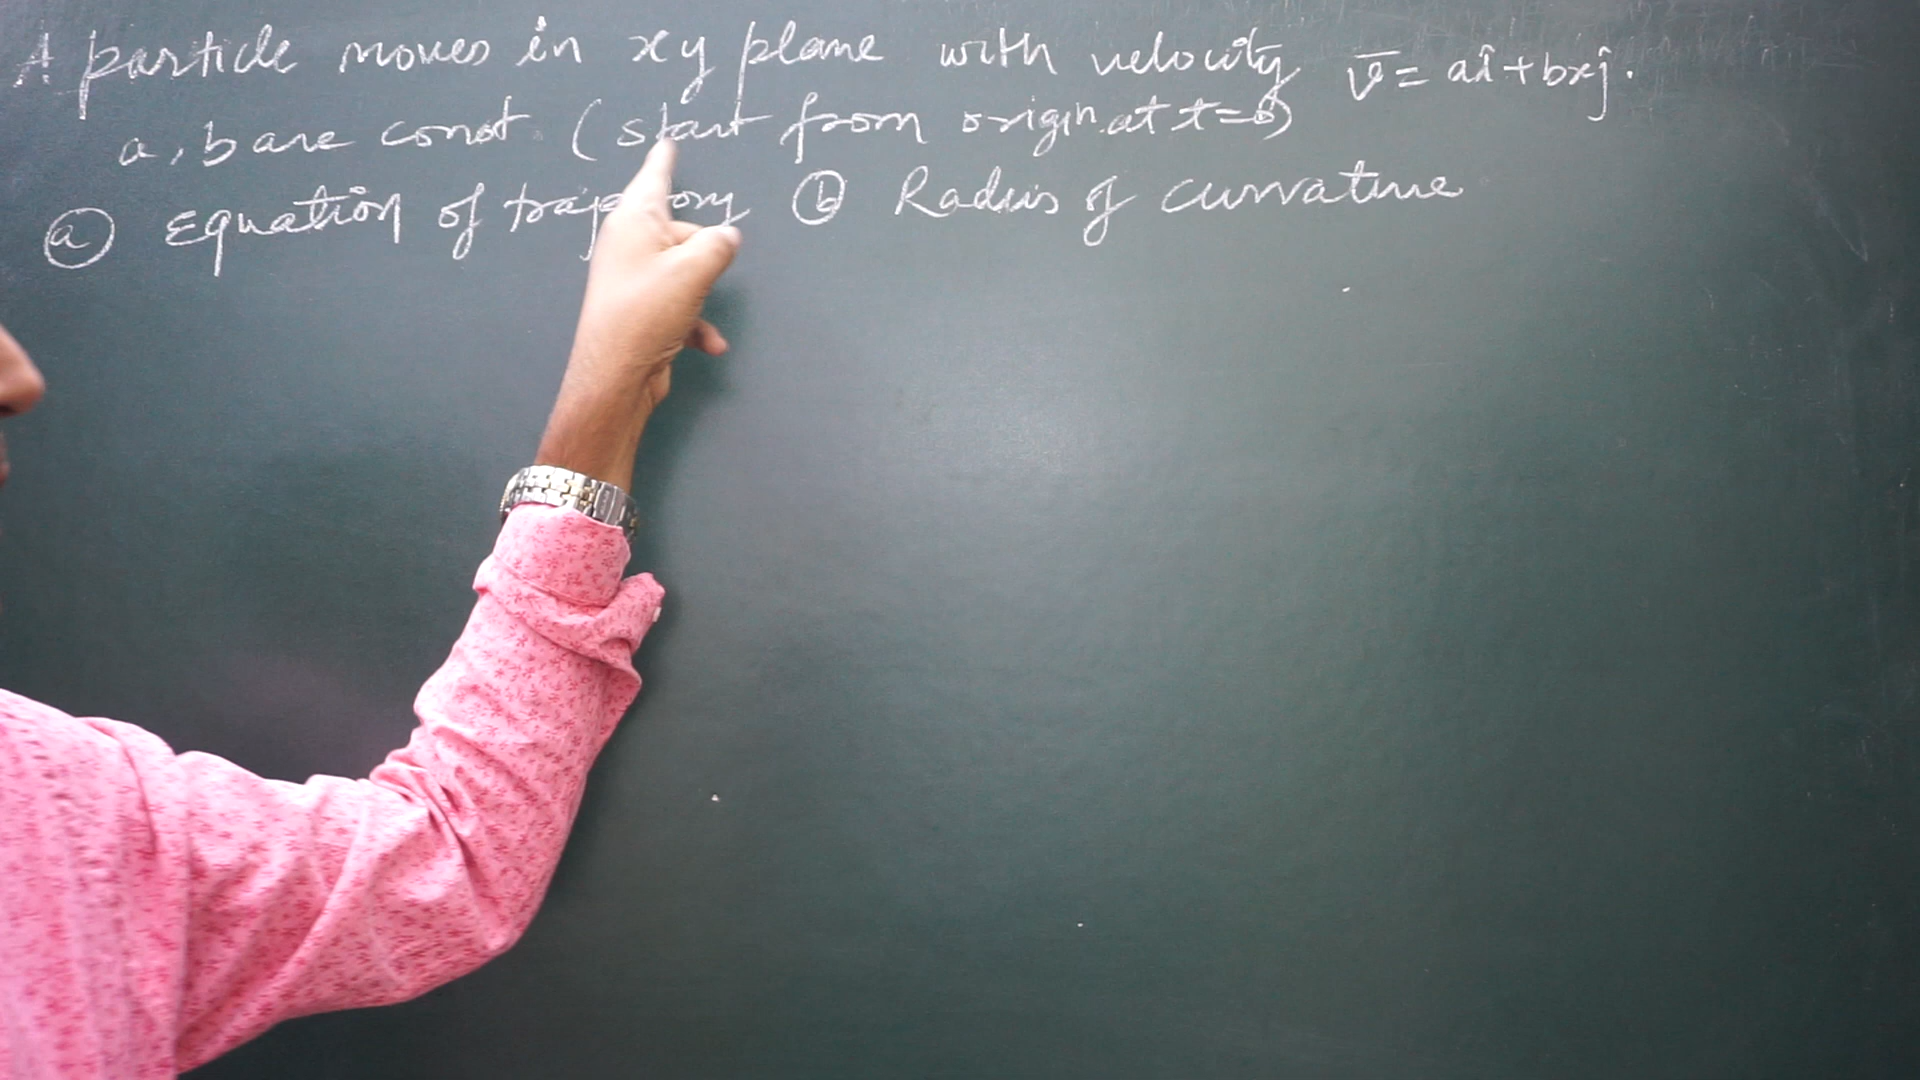 A particle moves in xy plane with velocity v̄ = aî + bxĵ.
a, b are const. (start from origin at t=0)
ⓐ Equation of trajectory ⓑ Radius of curvature